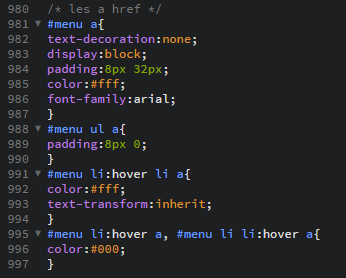 980 /* les a href */
981 #menu a{
982 text-decoration:none;
983 display:block;
984 padding:8px 32px;
985 color:#fff;
986 font-family:arial;
987 }
988 #menu ul a{
989 padding:8px 0;
990 }
991 #menu li:hover li a{
992 color:#fff;
993 text-transform:inherit;
994 }
995 #menu li:hover a, #menu li li:hover a{
996 color:#000;
997 }